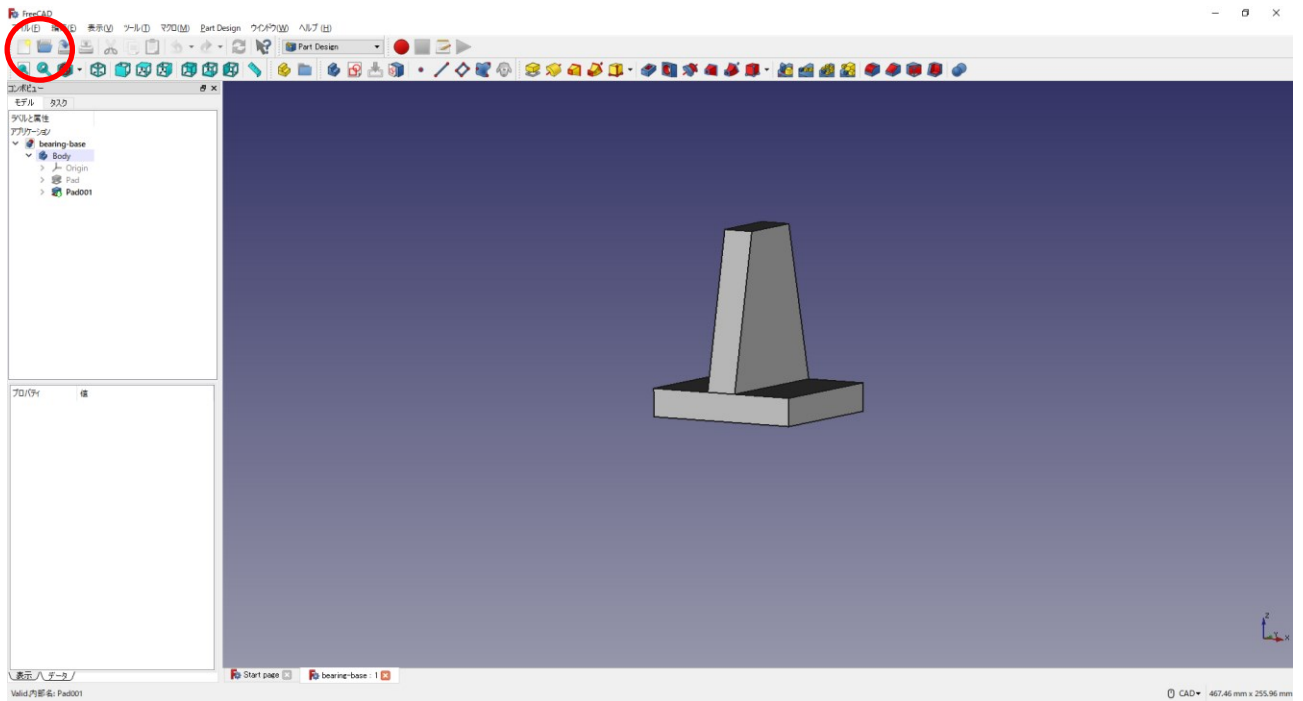 FreeCAD
表示(V) ツール(T) マクロ(M) Part Design ウインドウ(W) ヘルプ(H)
Part Design
コンボビュー
モデル タスク
ラベルと属性
アプリケーション
bearing-base
Body
Origin
Pad
Pad001
プロパティ 値
Z
Y X
表示 データ
Start page bearing-base : 1
Valid,内部名: Pad001
CAD 467.46 mm x 255.96 mm